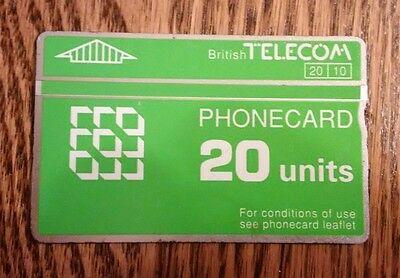 British TELECOM
20 10
PHONECARD
20 units
For conditions of use
see phonecard leaflet